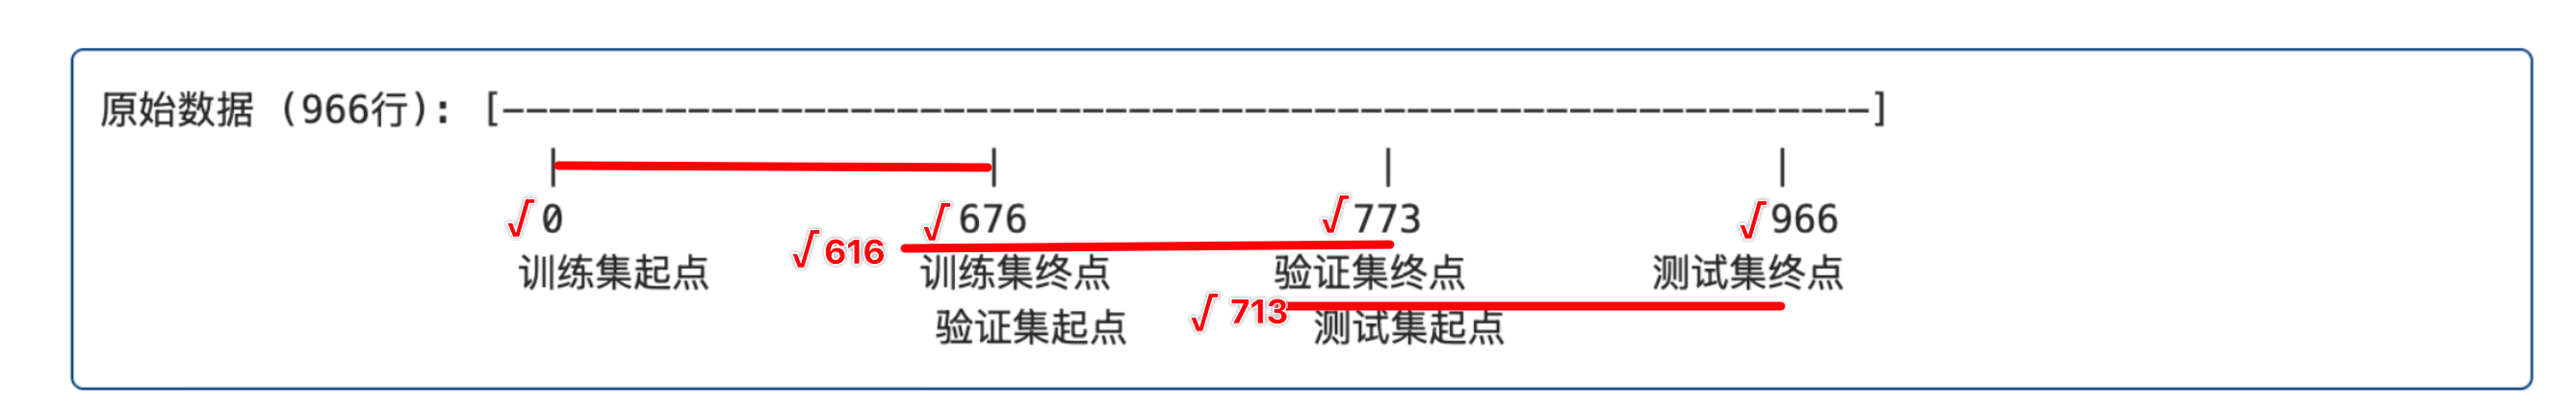 原始数据 (966行): [-----------------------------------------------------------]
| | | |
√ 0 √ 676 √ 773 √ 966
√ 616
训练集起点 训练集终点 验证集终点 测试集终点
√ 713
验证集起点 测试集起点